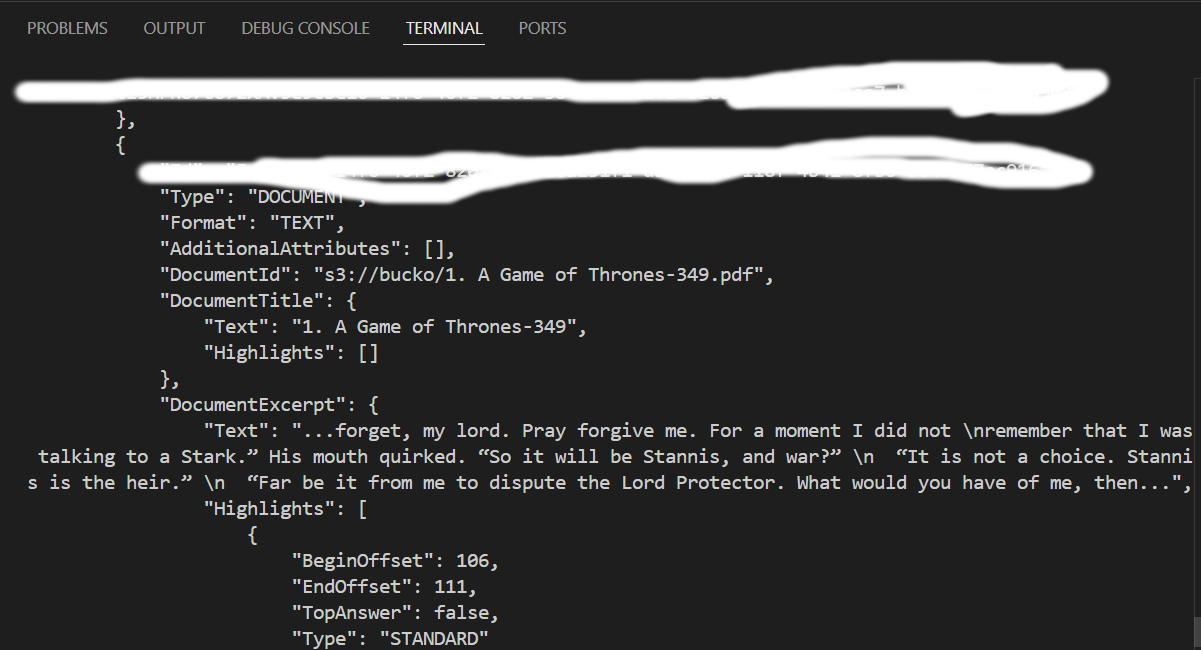 PROBLEMS OUTPUT DEBUG CONSOLE TERMINAL PORTS
},
{
"Type": "DOCUMENT",
"Format": "TEXT",
"AdditionalAttributes": [],
"DocumentId": "s3://bucko/1. A Game of Thrones-349.pdf",
"DocumentTitle": {
"Text": "1. A Game of Thrones-349",
"Highlights": []
},
"DocumentExcerpt": {
"Text": "...forget, my lord. Pray forgive me. For a moment I did not \nremember that I was
talking to a Stark.” His mouth quirked. “So it will be Stannis, and war?” \n  “It is not a choice. Stanni
s is the heir.” \n  “Far be it from me to dispute the Lord Protector. What would you have of me, then...",
"Highlights": [
{
"BeginOffset": 106,
"EndOffset": 111,
"TopAnswer": false,
"Type": "STANDARD"